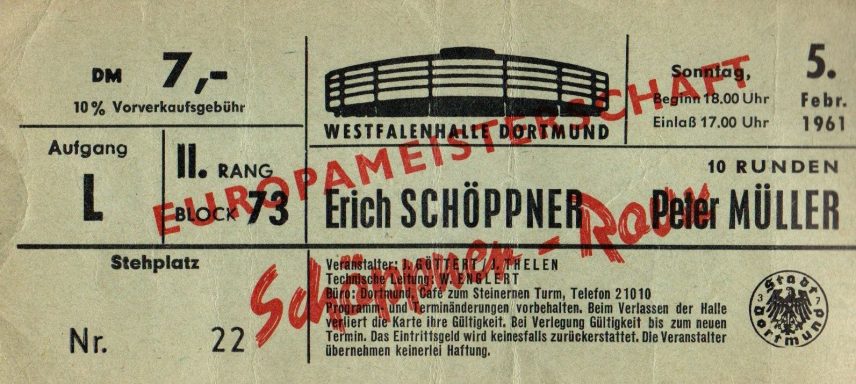 DM 7,-
10% Vorverkaufsgebühr
WESTFALENHALLE DORTMUND
Sonntag, 5.
Beginn 18.00 Uhr Febr.
Einlaß 17.00 Uhr 1961
EUROPAMEISTERSCHAFT
Aufgang
L
II. RANG
BLOCK 73
10 RUNDEN
Erich SCHÖPPNER Peter MÜLLER
Schöppner - Rouw
Stehplatz
Nr. 22
Veranstalter: J. GÖTTERT / J. THELEN
Technische Leitung: W. ENGLERT
Büro: Dortmund, Café zum Steinernen Turm, Telefon 21010
Programm- und Terminänderungen vorbehalten. Beim Verlassen der Halle
verliert die Karte ihre Gültigkeit. Bei Verlegung Gültigkeit bis zum neuen
Termin. Das Eintrittsgeld wird keinesfalls zurückerstattet. Die Veranstalter
übernehmen keinerlei Haftung.
Stadt
37
Dortmund